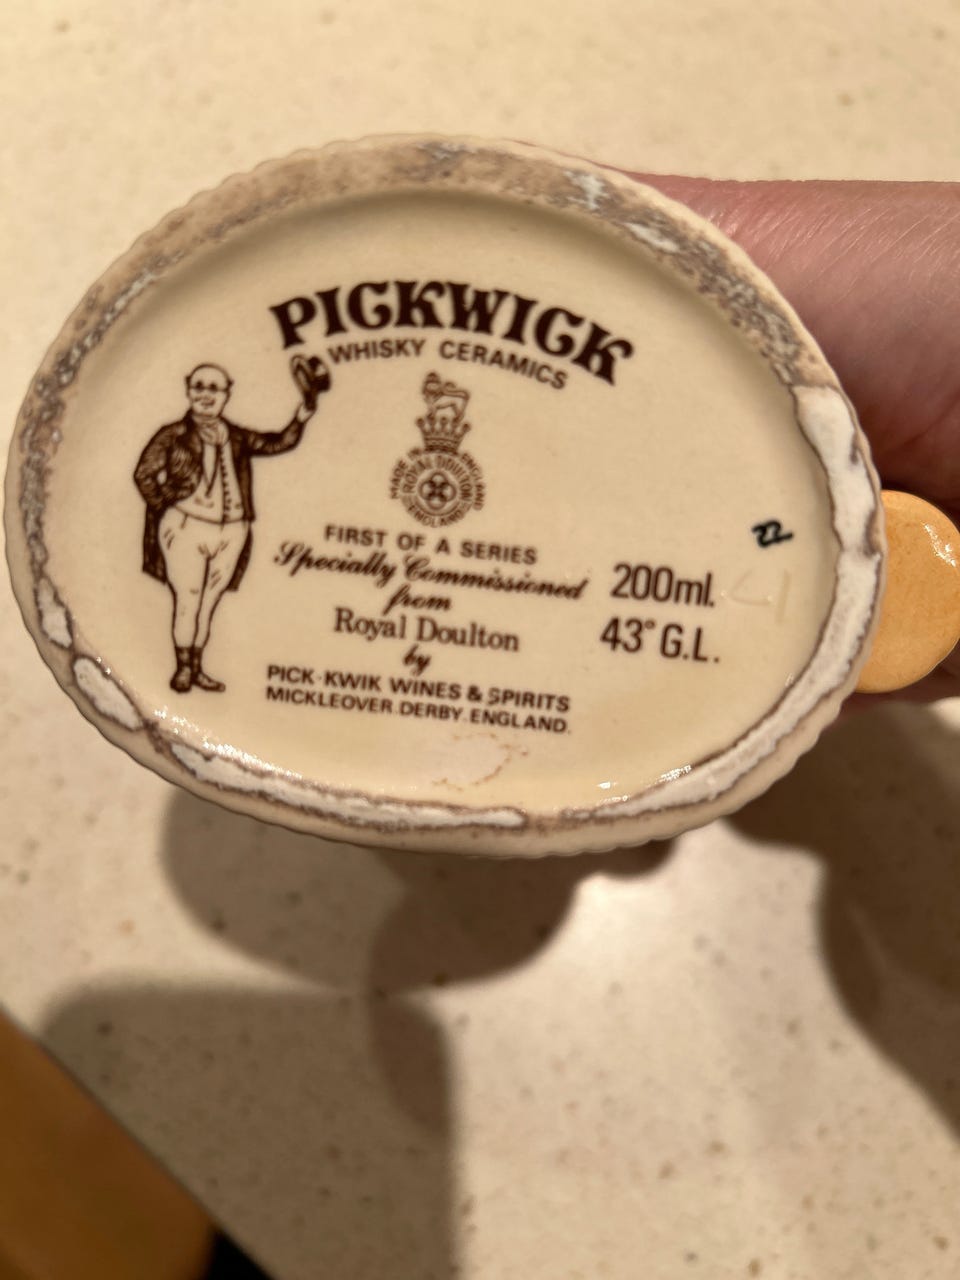 PICKWICK
WHISKY CERAMICS
MADE IN ENGLAND
ROYAL DOULTON
ENGLAND
FIRST OF A SERIES
Specially Commissioned
from
Royal Doulton
by
PICK-KWIK WINES & SPIRITS
MICKLEOVER.DERBY.ENGLAND.
200ml.
43° G.L.
22